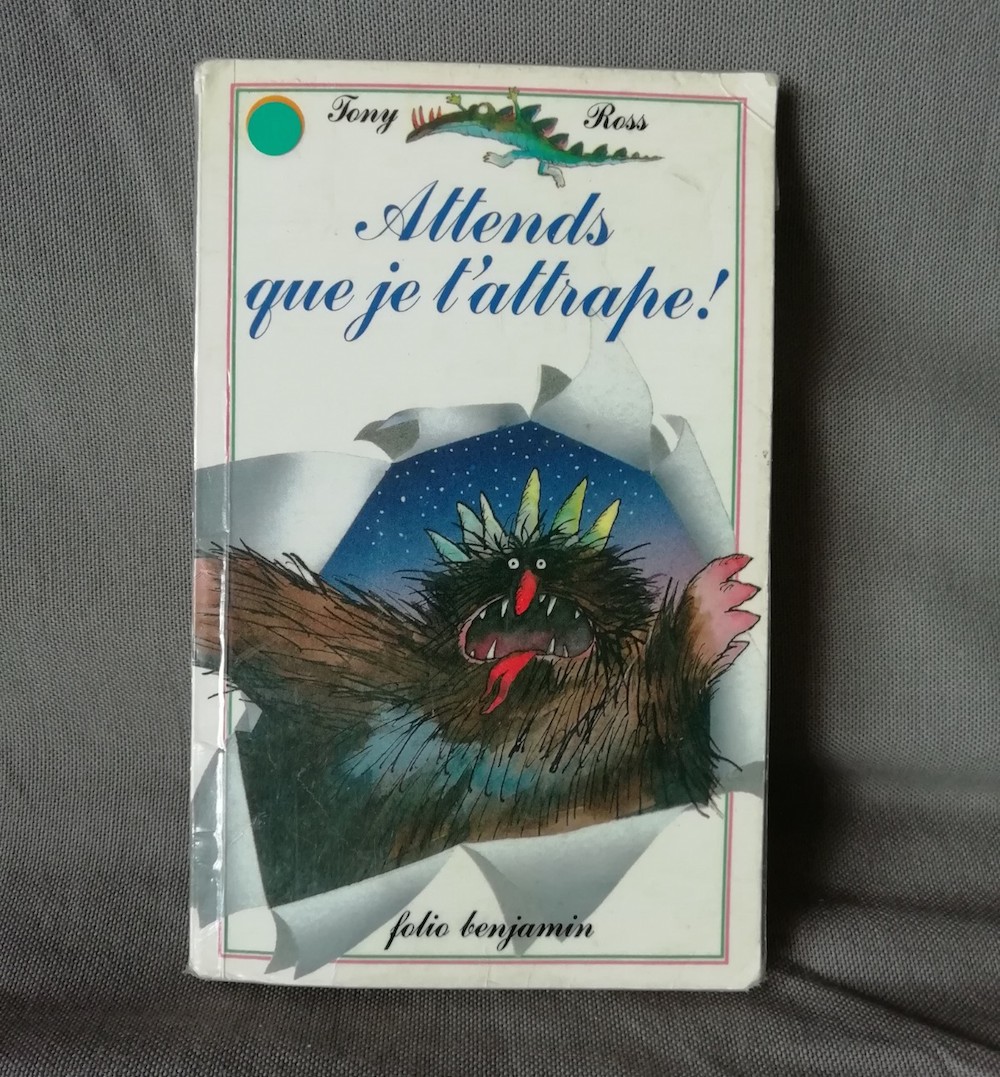 Tony Ross
Attends
que je t'attrape!
folio benjamin